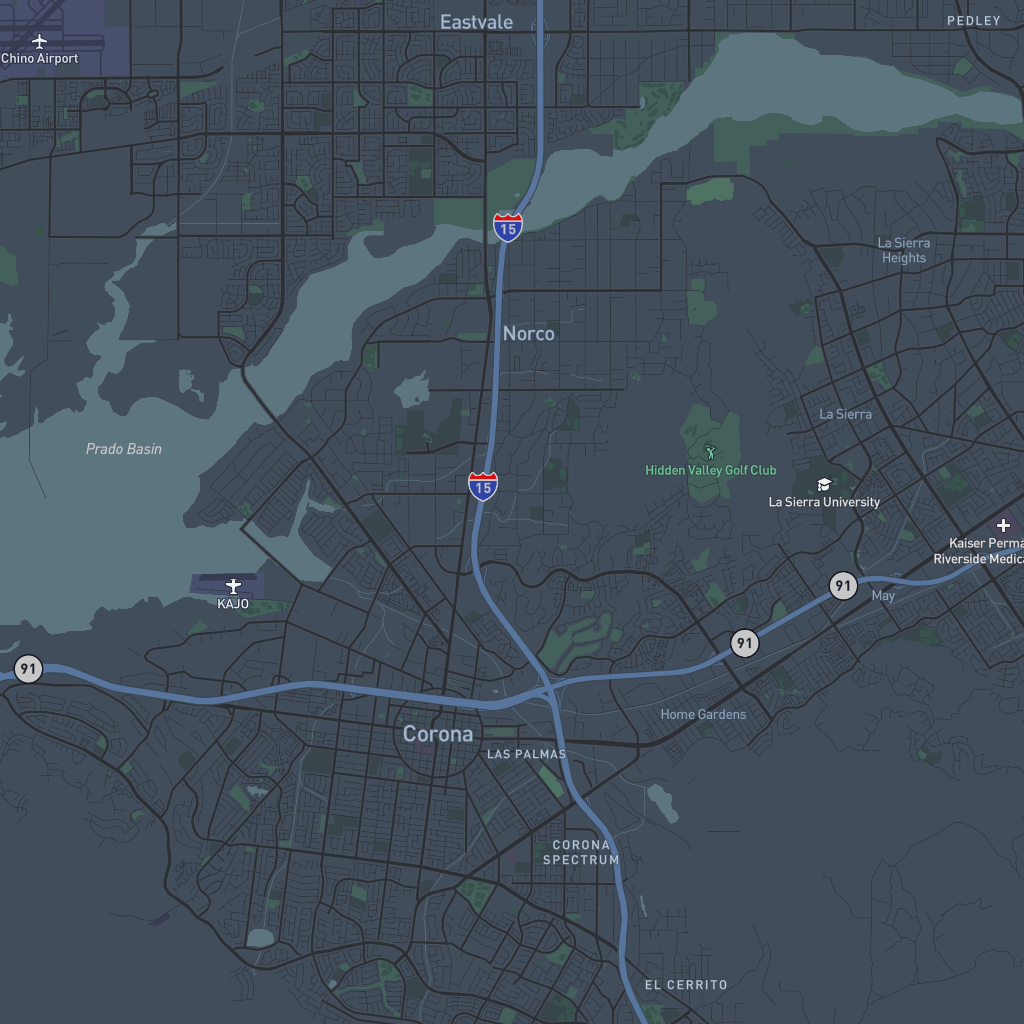 Eastvale
PEDLEY
Chino Airport
15
La Sierra
Heights
Norco
La Sierra
Prado Basin
Hidden Valley Golf Club
15
La Sierra University
Kaiser Perma
Riverside Medica
91
May
KAJO
91
91
Home Gardens
Corona
LAS PALMAS
CORONA
SPECTRUM
EL CERRITO